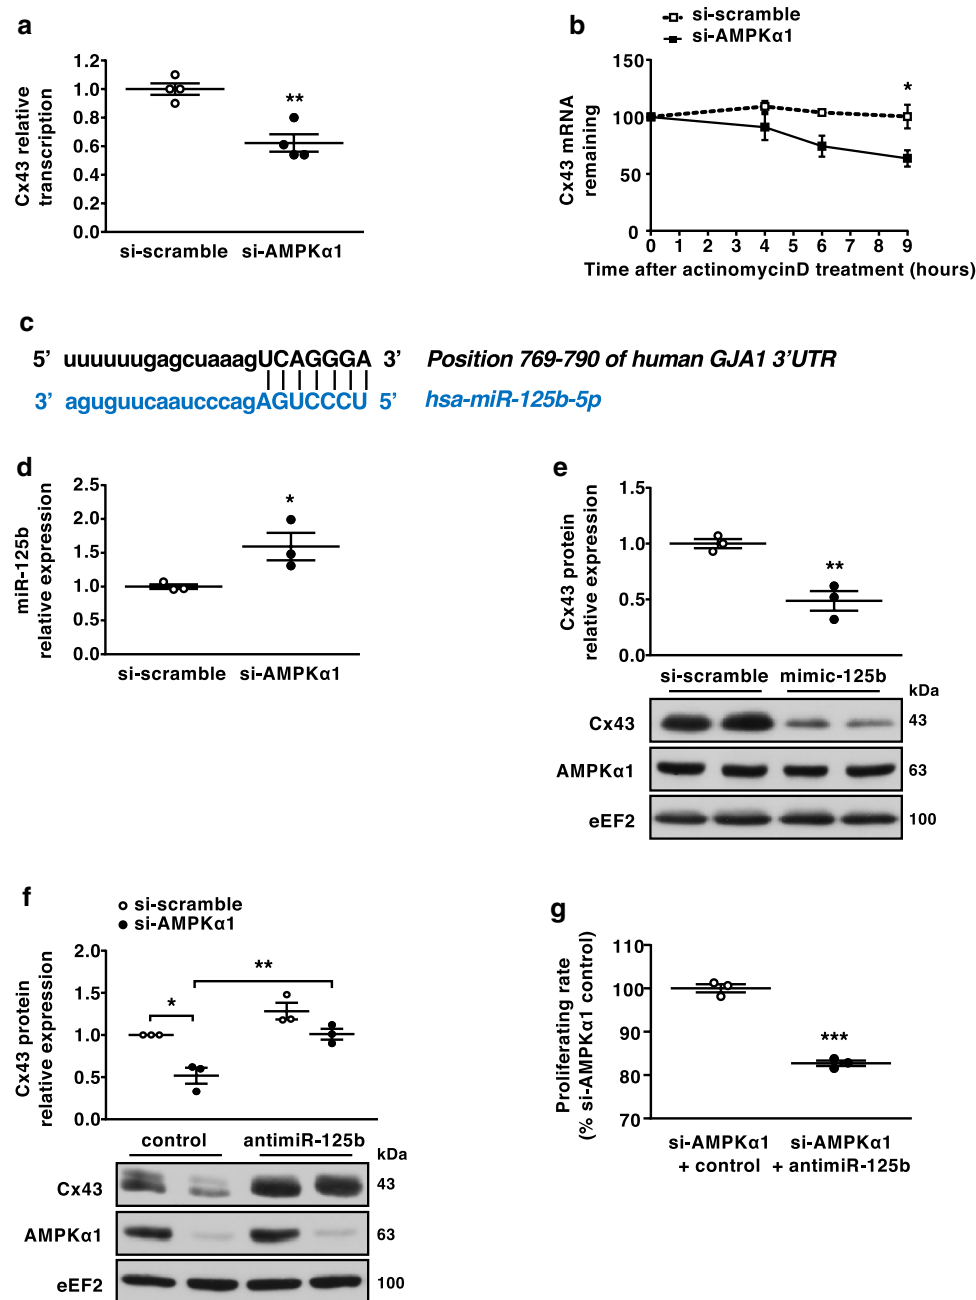 a
Cx43 relative
transcription
1.2
1.0
0.8
0.6
0.4
0.2
0.0
**
si-scramble si-AMPKα1
b
si-scramble
si-AMPKα1
Cx43 mRNA
remaining
150
100
50
0
*
0 1 2 3 4 5 6 7 8 9
Time after actinomycinD treatment (hours)
c
5’ uuuuuugagcuaaagUCAGGGA 3’ Position 769-790 of human GJA1 3’UTR
3’ aguguucaaucccagAGUCCCU 5’ hsa-miR-125b-5p
d
miR-125b
relative expression
2.5
2.0
1.5
1.0
0.5
0.0
*
si-scramble si-AMPKα1
e
Cx43 protein
relative expression
1.5
1.0
0.5
0.0
**
si-scramble mimic-125b
kDa
Cx43 43
AMPKα1 63
eEF2 100
f
si-scramble
si-AMPKα1
Cx43 protein
relative expression
2.0
1.5
1.0
0.5
0.0
*
**
control antimiR-125b
kDa
Cx43 43
AMPKα1 63
eEF2 100
g
Proliferating rate
(% si-AMPKα1 control)
110
100
90
80
70
***
si-AMPKα1 si-AMPKα1
+ control + antimiR-125b